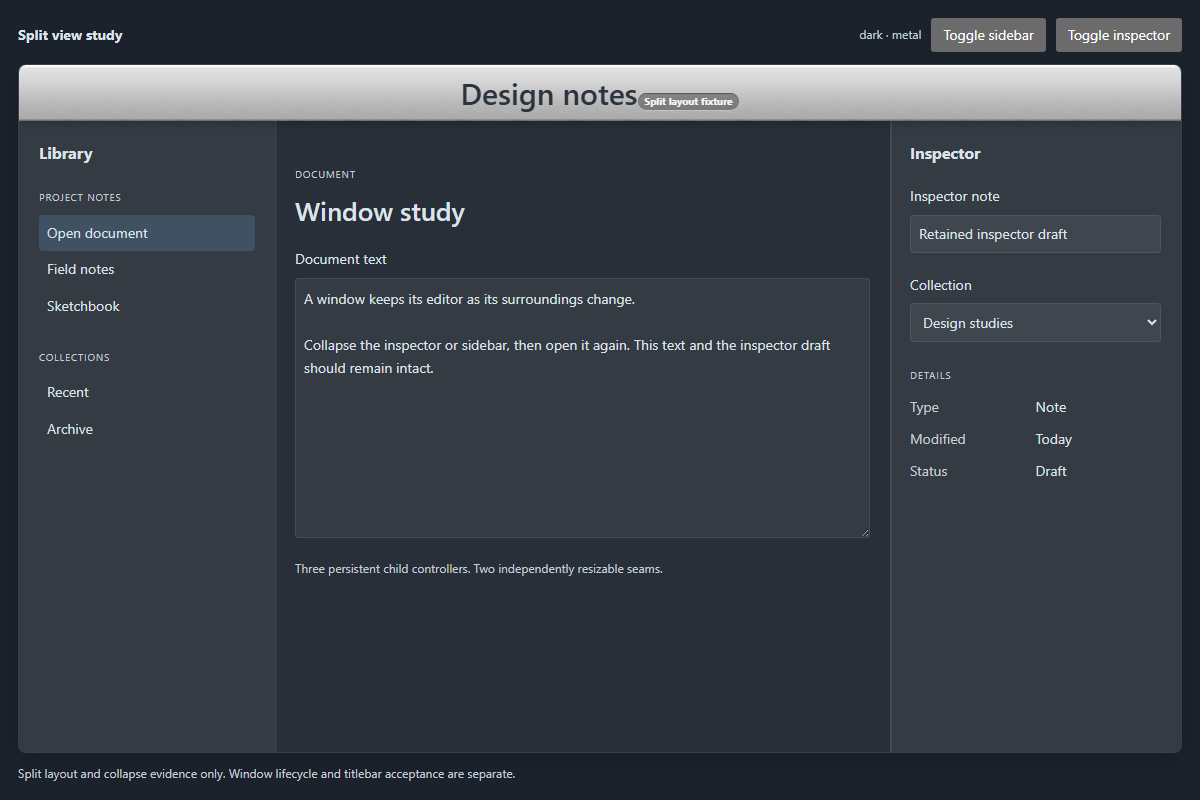 Split view study
dark · metal
Toggle sidebar
Toggle inspector
Design notes
Split layout fixture
Library
PROJECT NOTES
Open document
Field notes
Sketchbook
COLLECTIONS
Recent
Archive
DOCUMENT
Window study
Document text
A window keeps its editor as its surroundings change.
Collapse the inspector or sidebar, then open it again. This text and the inspector draft
should remain intact.
Three persistent child controllers. Two independently resizable seams.
Inspector
Inspector note
Retained inspector draft
Collection
Design studies
DETAILS
Type Note
Modified Today
Status Draft
Split layout and collapse evidence only. Window lifecycle and titlebar acceptance are separate.